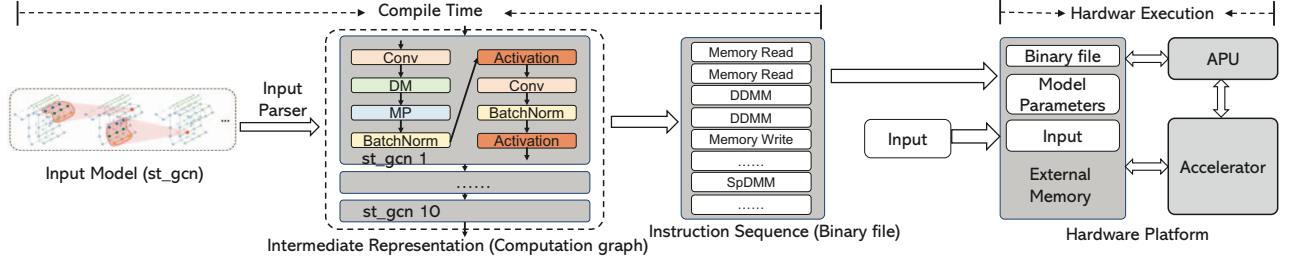 Compile Time
Hardwar Execution
Input
Parser
...
Input Model (st_gcn)
Conv
DM
MP
BatchNorm
Activation
Conv
BatchNorm
Activation
st_gcn 1
......
st_gcn 10
Intermediate Representation (Computation graph)
Memory Read
Memory Read
DDMM
DDMM
Memory Write
......
SpDMM
......
Instruction Sequence (Binary file)
Input
Binary file
Model
Parameters
Input
External
Memory
APU
Accelerator
Hardware Platform